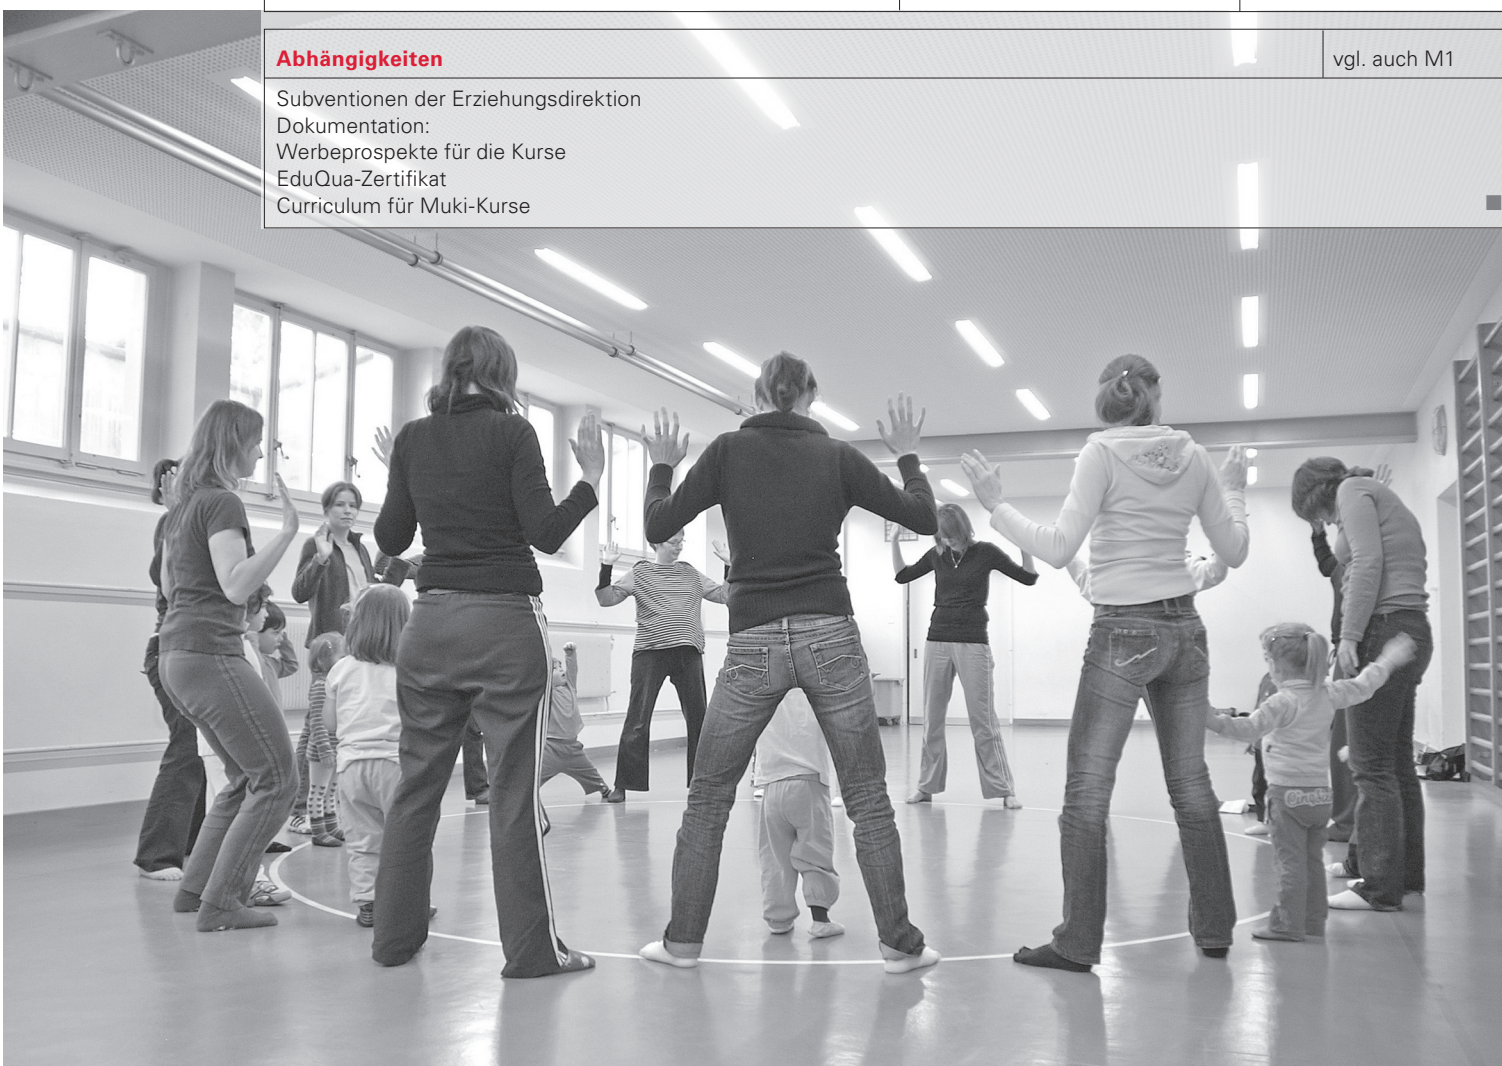 Abhängigkeiten
vgl. auch M1
Subventionen der Erziehungsdirektion
Dokumentation:
Werbeprospekte für die Kurse
EduQua-Zertifikat
Curriculum für Muki-Kurse